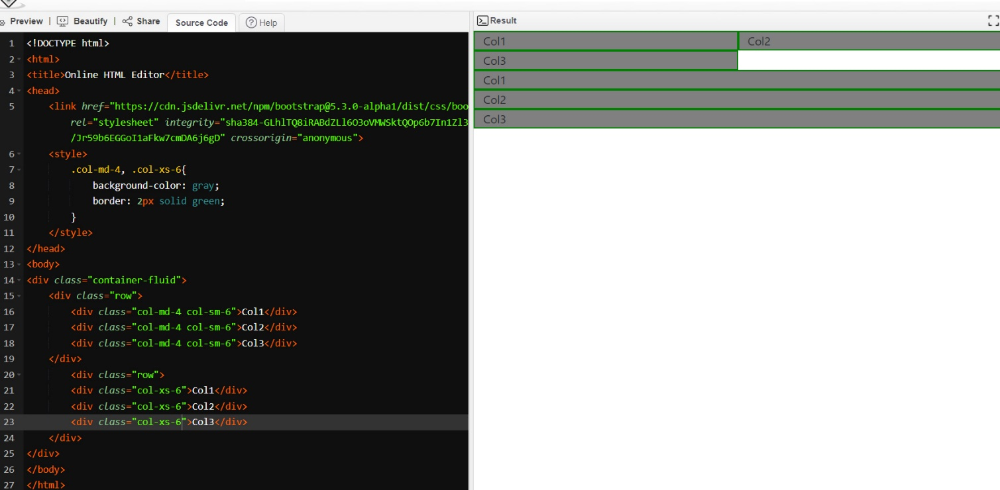 Preview | Beautify | Share Source Code Help
1 <!DOCTYPE html>
2 <html>
3 <title>Online HTML Editor</title>
4 <head>
5 <link href="https://cdn.jsdelivr.net/npm/bootstrap@5.3.0-alpha1/dist/css/boo
rel="stylesheet" integrity="sha384-GLhlTQ8iRABdZLl6O3oVMWSktQOp6b7In1Zl3
/Jr59b6EGGoI1aFkw7cmDA6j6gD" crossorigin="anonymous">
6 <style>
7 .col-md-4, .col-xs-6{
8 background-color: gray;
9 border: 2px solid green;
10 }
11 </style>
12 </head>
13 <body>
14 <div class="container-fluid">
15 <div class="row">
16 <div class="col-md-4 col-sm-6">Col1</div>
17 <div class="col-md-4 col-sm-6">Col2</div>
18 <div class="col-md-4 col-sm-6">Col3</div>
19 </div>
20 <div class="row">
21 <div class="col-xs-6">Col1</div>
22 <div class="col-xs-6">Col2</div>
23 <div class="col-xs-6">Col3</div>
24 </div>
25 </div>
26 </body>
27 </html>
Result
Col1 Col2
Col3
Col1
Col2
Col3